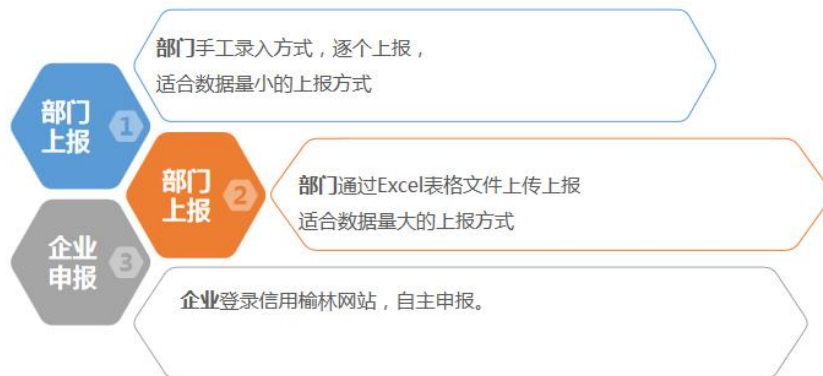 部门手工录入方式，逐个上报，
适合数据量小的上报方式
部门
上报
1
部门
上报
2
部门通过Excel表格文件上传上报
适合数据量大的上报方式
企业
申报
3
企业登录信用榆林网站，自主申报。